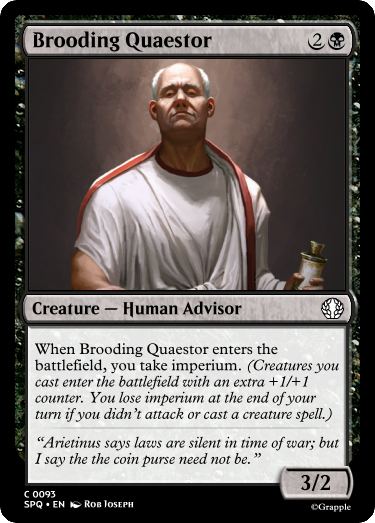 Brooding Quaestor 2
Creature — Human Advisor
When Brooding Quaestor enters the
battlefield, you take imperium. (Creatures you
cast enter the battlefield with an extra +1/+1
counter. You lose imperium at the end of your
turn if you didn't attack or cast a creature spell.)
“Arietinus says laws are silent in time of war; but
I say the the coin purse need not be.”
3/2
C 0093
SPQ • EN Rob Joseph
©Grapple